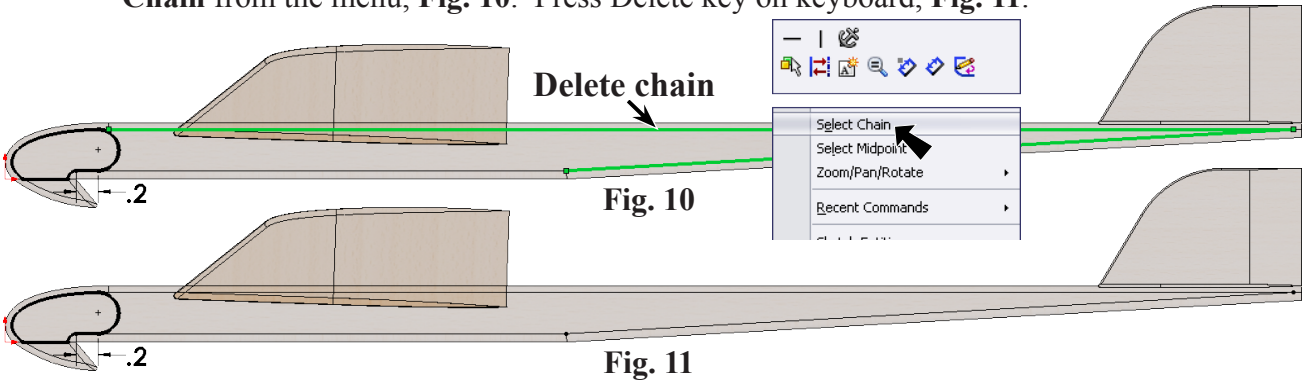 Chain from the menu, Fig. 10. Press Delete key on keyboard, Fig. 11.
Delete chain
Select Chain
Select Midpoint
Zoom/Pan/Rotate
Recent Commands
.2
Fig. 10
.2
Fig. 11